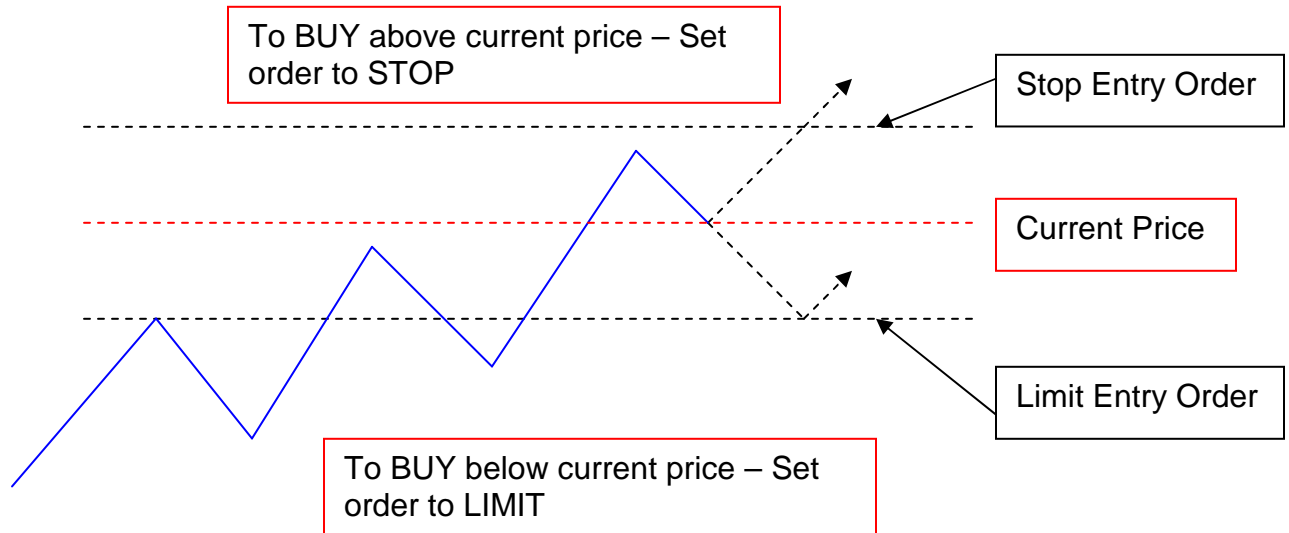 To BUY above current price – Set
order to STOP
Stop Entry Order
Current Price
Limit Entry Order
To BUY below current price – Set
order to LIMIT